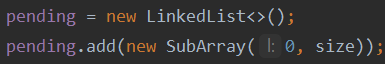 pending = new LinkedList<>();
pending.add(new SubArray( l: 0, size));